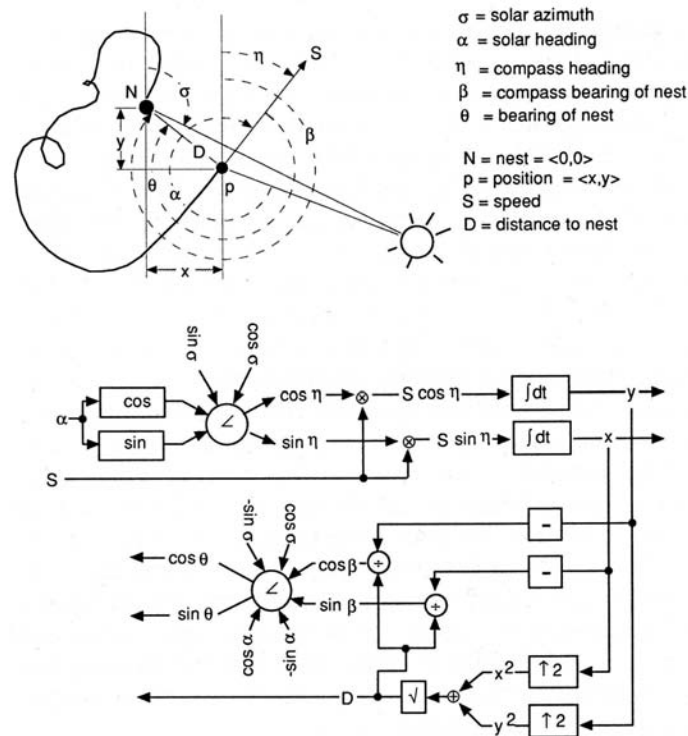 σ = solar azimuth
α = solar heading
η = compass heading
β = compass bearing of nest
θ = bearing of nest
N = nest = <0,0>
p = position = <x,y>
S = speed
D = distance to nest
η
S
N
σ
β
y
D
θ
α
p
x
sin σ
cos σ
α
cos
sin
∠
cos η
⊗
S cos η
∫dt
y
sin η
⊗
S sin η
∫dt
x
S
-sin σ
cos σ
-
cos θ
∠
cos β
÷
-
sin θ
sin β
÷
cos α
-sin α
D
√
⊕
x²
↑2
y²
↑2